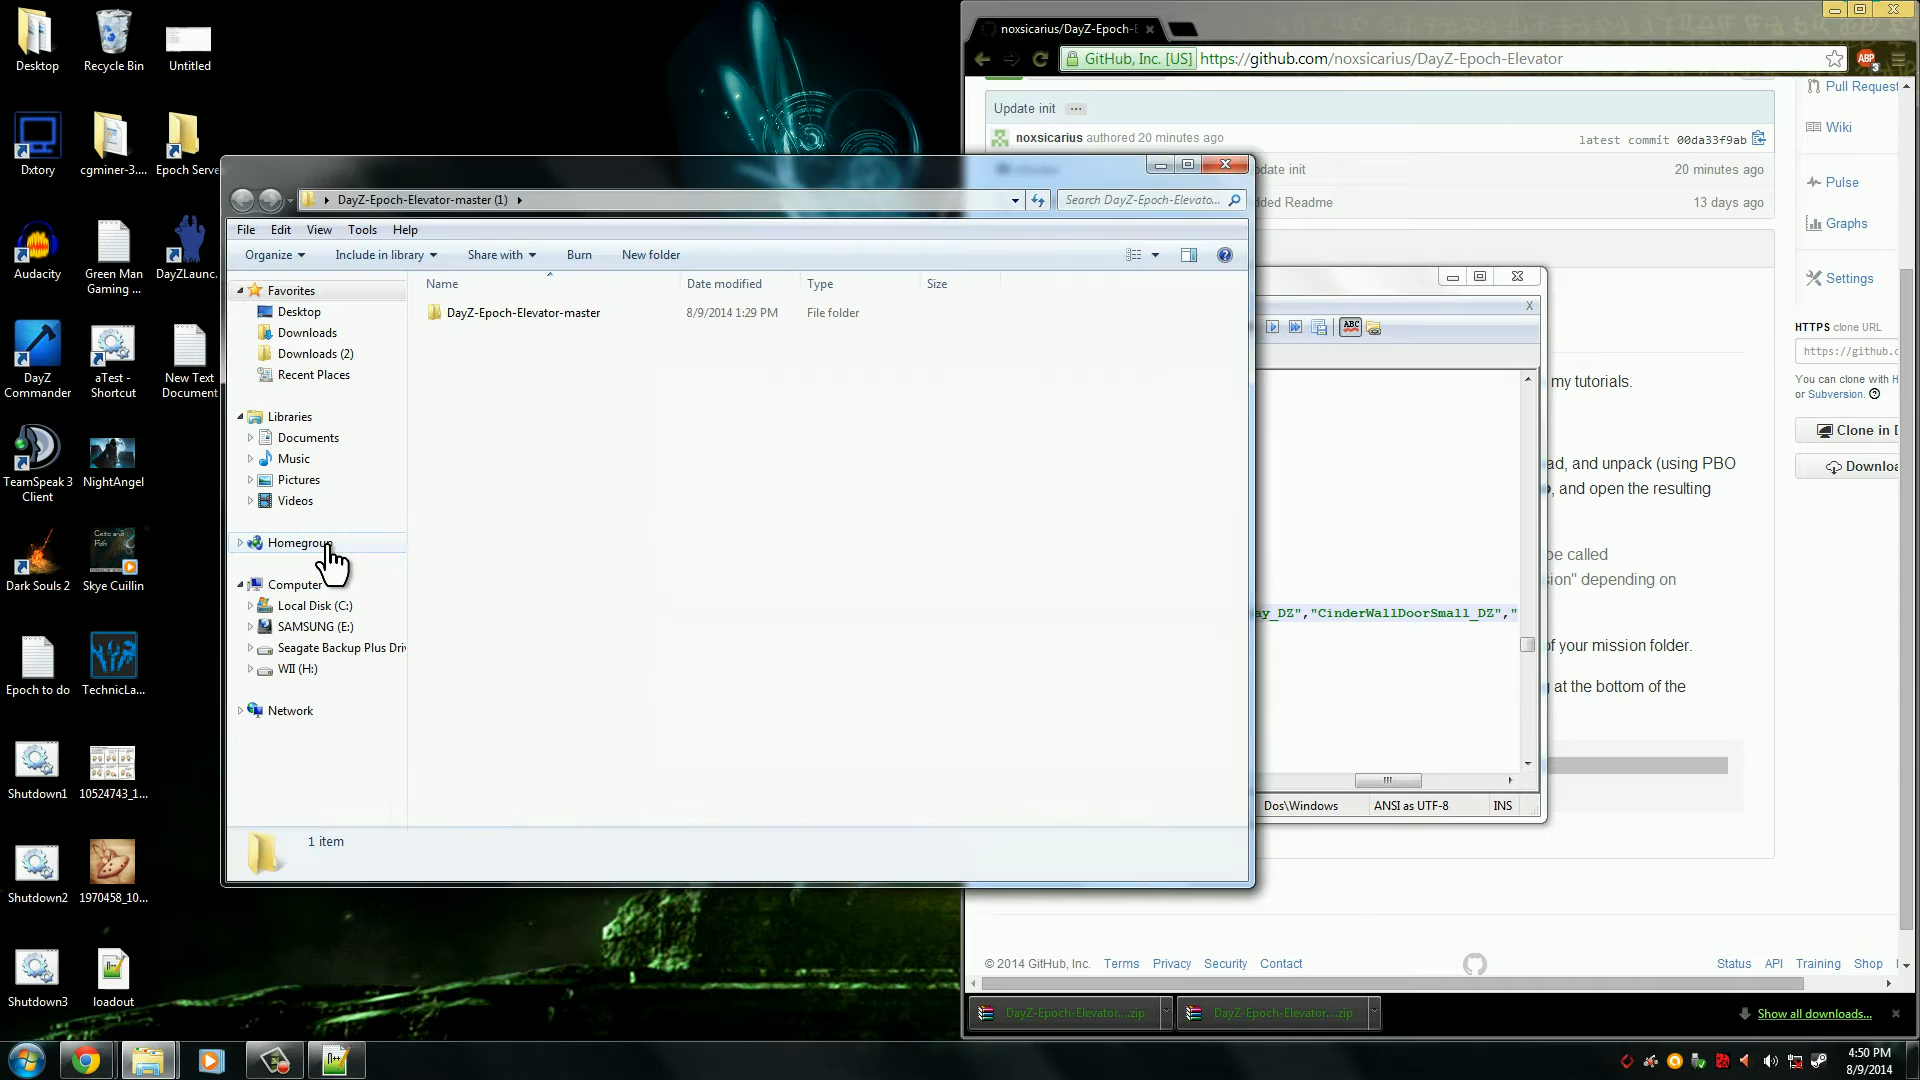 Desktop
Recycle Bin
Untitled
Dxtory
cgminer-3....
Epoch Serve
Audacity
Green Man
Gaming ...
DayZLaunc...
DayZ
Commander
aTest -
Shortcut
New Text
Document
TeamSpeak 3
Client
NightAngel
Dark Souls 2
Skye Cuillin
Epoch to do
TechnicLa...
Shutdown1
10524743_1...
Shutdown2
1970458_10...
Shutdown3
loadout
DayZ-Epoch-Elevator-master (1)
Search DayZ-Epoch-Elevato...
File Edit View Tools Help
Organize Include in library Share with Burn New folder
Name Date modified Type Size
DayZ-Epoch-Elevator-master 8/9/2014 1:29 PM File folder
Favorites
Desktop
Downloads
Downloads (2)
Recent Places
Libraries
Documents
Music
Pictures
Videos
Homegroup
Computer
Local Disk (C:)
SAMSUNG (E:)
Seagate Backup Plus Driv
WII (H:)
Network
1 item
noxsicarius/DayZ-Epoch-E
GitHub, Inc. [US] https://github.com/noxsicarius/DayZ-Epoch-Elevator
ABP
3
Update init ...
noxsicarius authored 20 minutes ago
latest commit 00da33f9ab
date init 20 minutes ago
dded Readme 13 days ago
Pull Request
Wiki
Pulse
Graphs
Settings
HTTPS clone URL
https://github.c
You can clone with H
or Subversion.
Clone in D
Downloa
my tutorials.
ad, and unpack (using PBO
, and open the resulting
be called
sion" depending on
ABC
ay_DZ","CinderWallDoorSmall_DZ","
of your mission folder.
at the bottom of the
Dos\Windows ANSI as UTF-8 INS
© 2014 GitHub, Inc. Terms Privacy Security Contact
Status API Training Shop
DayZ-Epoch-Elevator....zip
DayZ-Epoch-Elevator....zip
Show all downloads...
4:50 PM
8/9/2014